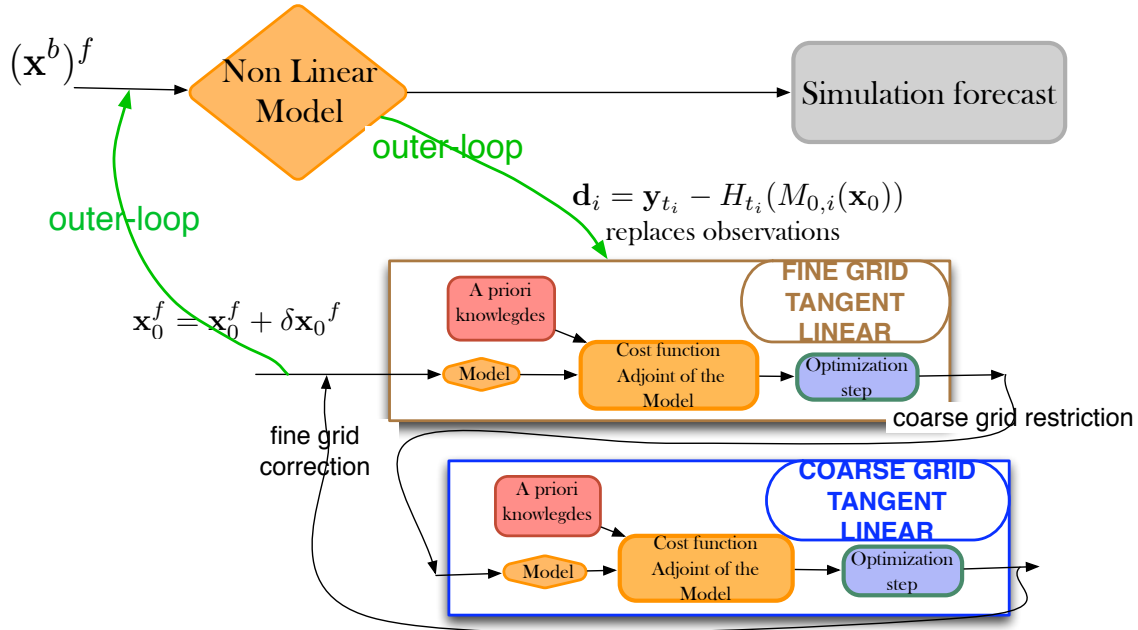 (𝐱^b)^f
Non Linear
Model
Simulation forecast
outer-loop
outer-loop
𝐝_i = 𝐲_{t_i} − H_{t_i}(M_{0,i}(𝐱_0))
replaces observations
𝐱_0^f = 𝐱_0^f + δ𝐱_0^f
FINE GRID
TANGENT
LINEAR
A priori
knowlegdes
Model
Cost function
Adjoint of the
Model
Optimization
step
coarse grid restriction
fine grid
correction
COARSE GRID
TANGENT
LINEAR
A priori
knowlegdes
Model
Cost function
Adjoint of the
Model
Optimization
step